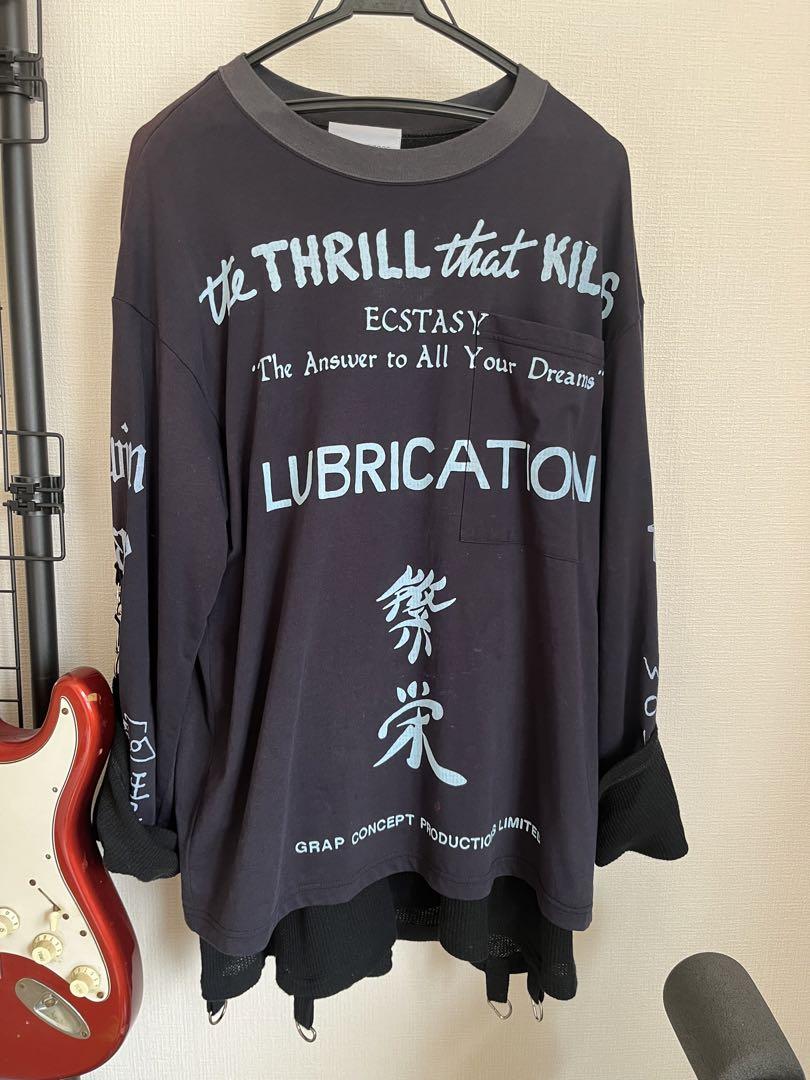 the THRILL that KILLS
ECSTASY
"The Answer to All Your Dreams"
LUBRICATION
繁
栄
GRAP CONCEPT PRODUCTIONS LIMITED